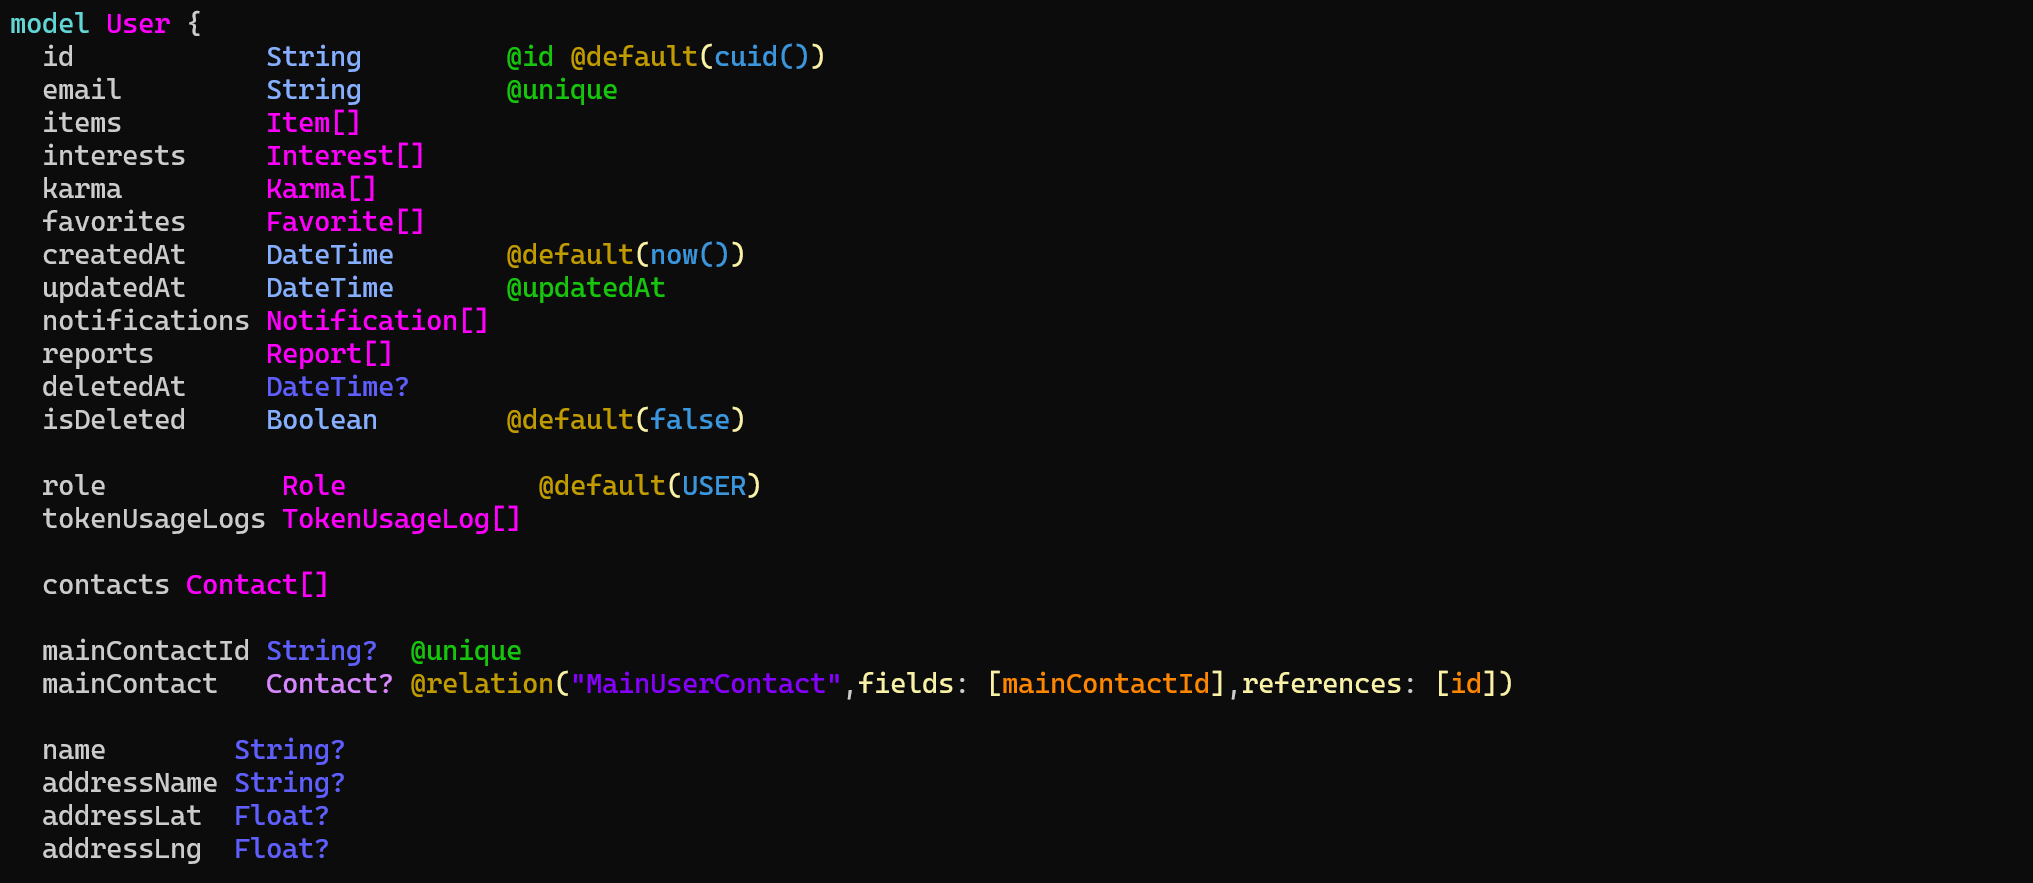 model User {
  id            String         @id @default(cuid())
  email         String         @unique
  items         Item[]
  interests     Interest[]
  karma         Karma[]
  favorites     Favorite[]
  createdAt     DateTime       @default(now())
  updatedAt     DateTime       @updatedAt
  notifications Notification[]
  reports       Report[]
  deletedAt     DateTime?
  isDeleted     Boolean        @default(false)

  role           Role            @default(USER)
  tokenUsageLogs TokenUsageLog[]

  contacts Contact[]

  mainContactId String?  @unique
  mainContact   Contact? @relation("MainUserContact",fields: [mainContactId],references: [id])

  name        String?
  addressName String?
  addressLat  Float?
  addressLng  Float?